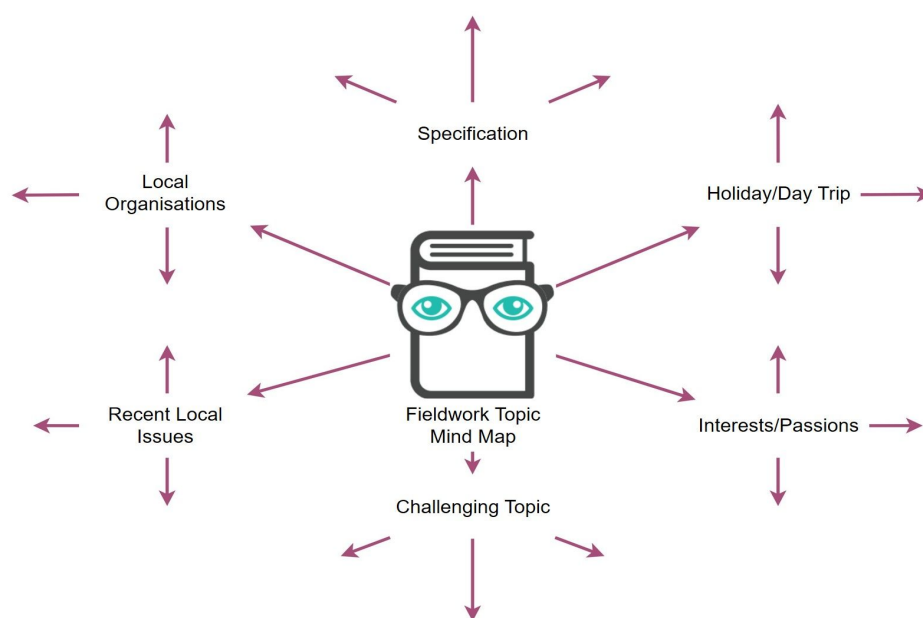 Specification
Local
Organisations
Holiday/Day Trip
Recent Local
Issues
Fieldwork Topic
Mind Map
Interests/Passions
Challenging Topic